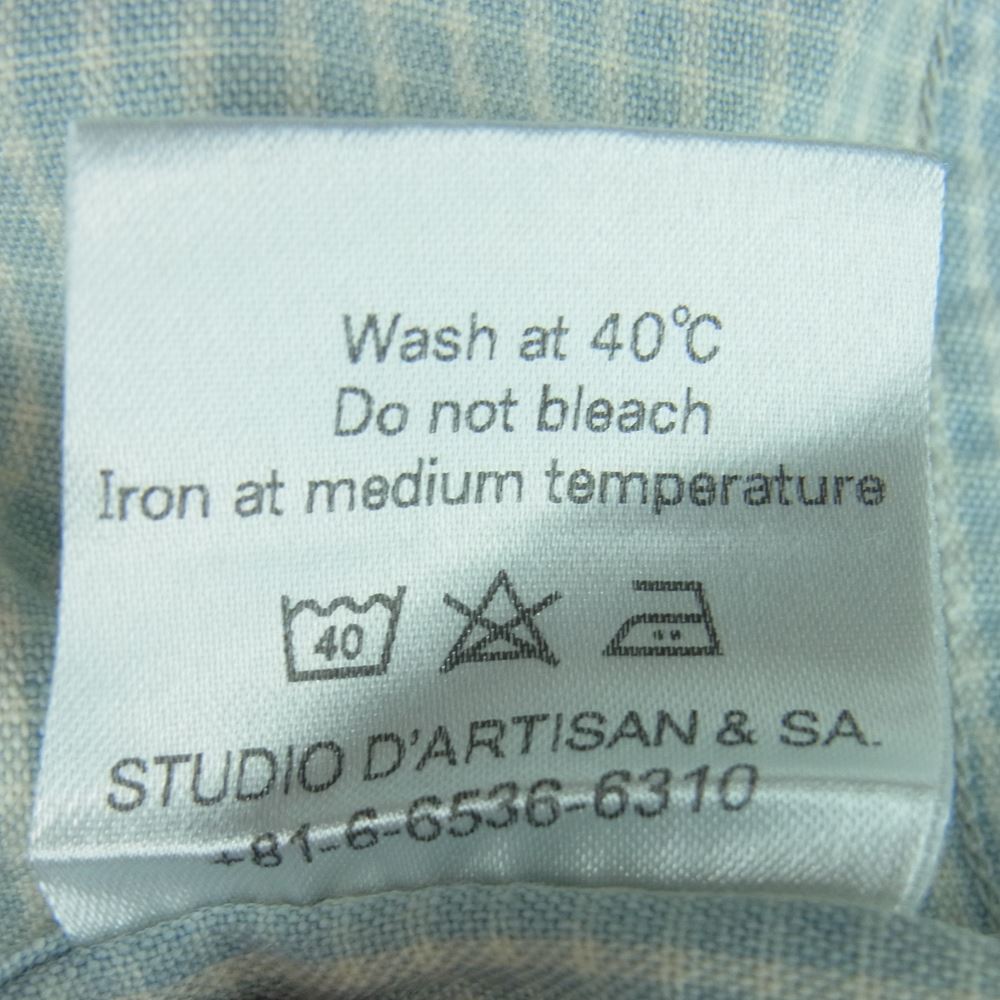 Wash at 40℃
Do not bleach
Iron at medium temperature
40
STUDIO D'ARTISAN & SA.
+81-6-6536-6310